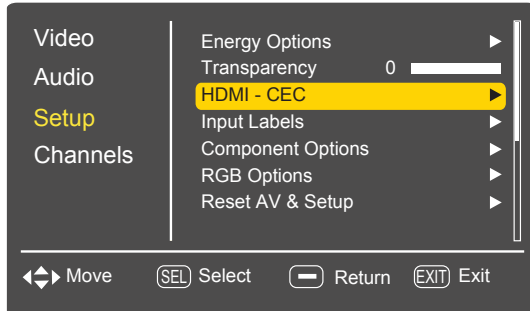 Video
Audio
Setup
Channels
Energy Options
Transparency 0
HDMI - CEC
Input Labels
Component Options
RGB Options
Reset AV & Setup
Move SEL Select Return EXIT Exit